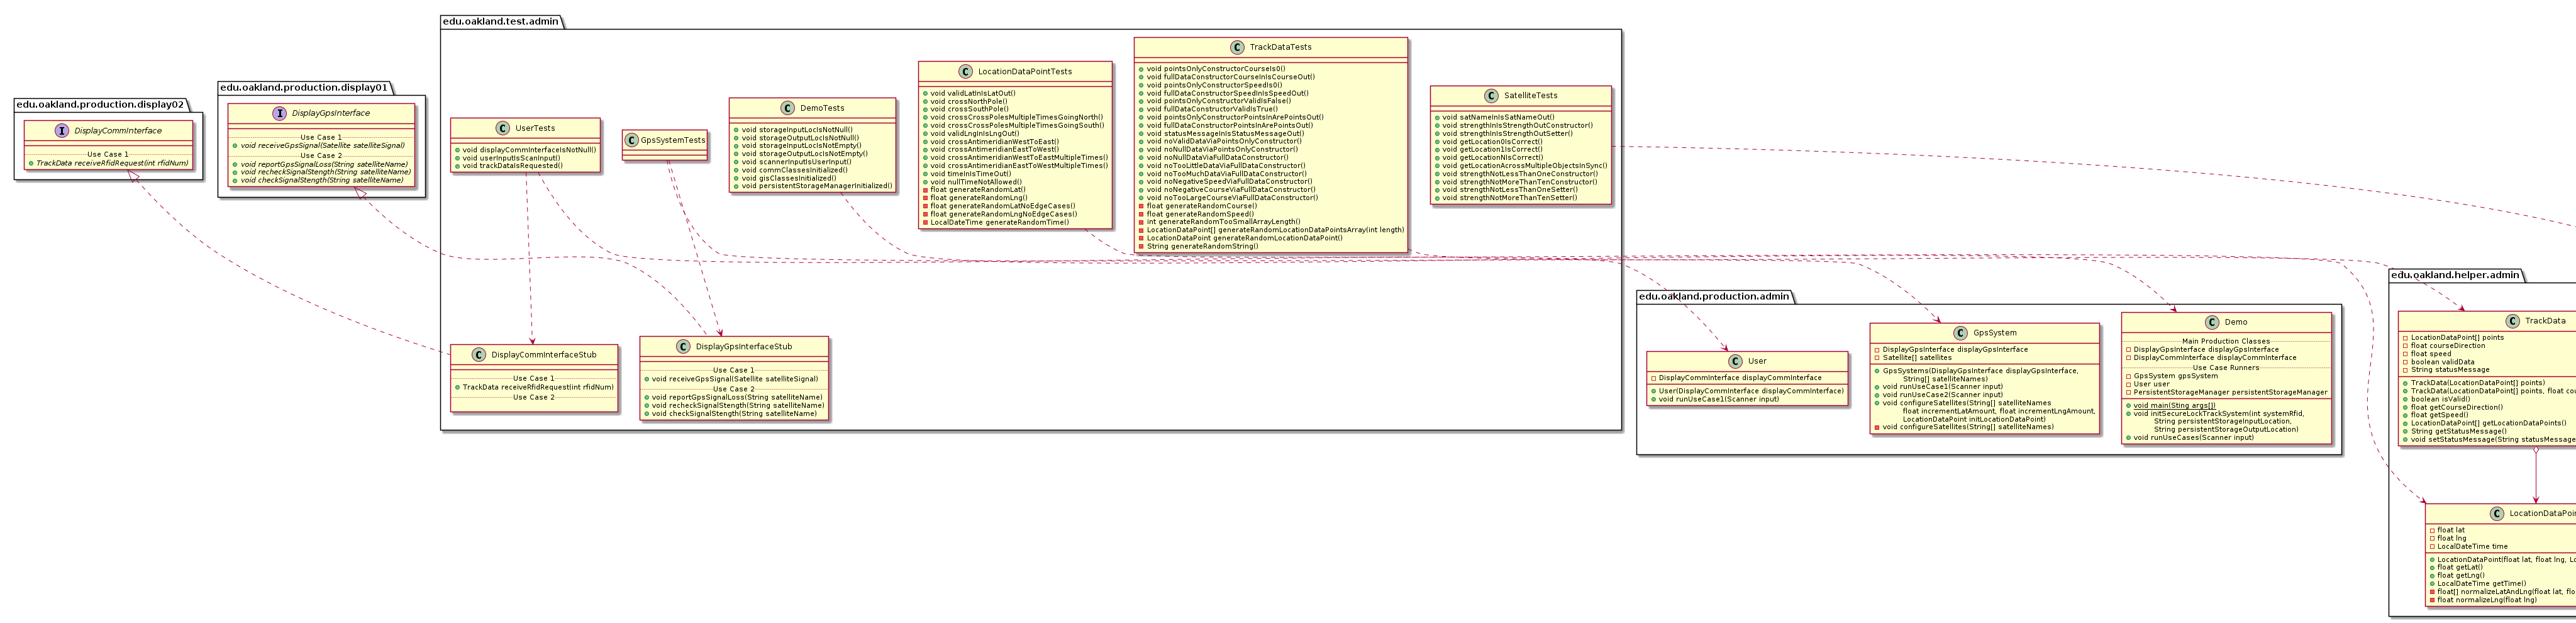 edu.oakland.production.display02
DisplayCommInterface
Use Case 1
TrackData receiveRfidRequest(int rfidNum)
edu.oakland.production.display01
DisplayGpsInterface
Use Case 1
void receiveGpsSignal(Satellite satelliteSignal)
Use Case 2
void reportGpsSignalLoss(String satelliteName)
void recheckSignalStength(String satelliteName)
void checkSignalStength(String satelliteName)
edu.oakland.test.admin
UserTests
void displayCommInterfaceIsNotNull()
void userInputIsScanInput()
void trackDataIsRequested()
GpsSystemTests
DemoTests
void storageInputLocIsNotNull()
void storageOutputLocIsNotNull()
void storageInputLocIsNotEmpty()
void storageOutputLocIsNotEmpty()
void scannerInputIsUserInput()
void commClassesInitialized()
void gisClassesInitialized()
void persistentStorageManagerInitialized()
LocationDataPointTests
void validLatInIsLatOut()
void crossNorthPole()
void crossSouthPole()
void crossCrossPolesMultipleTimesGoingNorth()
void crossCrossPolesMultipleTimesGoingSouth()
void validLngInIsLngOut()
void crossAntimeridianWestToEast()
void crossAntimeridianEastToWest()
void crossAntimeridianWestToEastMultipleTimes()
void crossAntimeridianEastToWestMultipleTimes()
void timeInIsTimeOut()
void nullTimeNotAllowed()
float generateRandomLat()
float generateRandomLng()
float generateRandomLatNoEdgeCases()
float generateRandomLngNoEdgeCases()
LocalDateTime generateRandomTime()
TrackDataTests
void pointsOnlyConstructorCourseIs0()
void fullDataConstructorCourseInIsCourseOut()
void pointsOnlyConstructorSpeedIs0()
void fullDataConstructorSpeedInIsSpeedOut()
void pointsOnlyConstructorValidIsFalse()
void fullDataConstructorValidIsTrue()
void pointsOnlyConstructorPointsInArePointsOut()
void fullDataConstructorPointsInArePointsOut()
void statusMessageInIsStatusMessageOut()
void noValidDataViaPointsOnlyConstructor()
void noNullDataViaPointsOnlyConstructor()
void noNullDataViaFullDataConstructor()
void noTooLittleDataViaFullDataConstructor()
void noTooMuchDataViaFullDataConstructor()
void noNegativeSpeedViaFullDataConstructor()
void noNegativeCourseViaFullDataConstructor()
void noTooLargeCourseViaFullDataConstructor()
float generateRandomCourse()
float generateRandomSpeed()
int generateRandomTooSmallArrayLength()
LocationDataPoint[] generateRandomLocationDataPointsArray(int length)
LocationDataPoint generateRandomLocationDataPoint()
String generateRandomString()
SatelliteTests
void satNameInIsSatNameOut()
void strengthInIsStrengthOutConstructor()
void strengthInIsStrengthOutSetter()
void getLocation0IsCorrect()
void getLocation1IsCorrect()
void getLocationNIsCorrect()
void getLocationAcrossMultipleObjectsInSync()
void strengthNotLessThanOneConstructor()
void strengthNotMoreThanTenConstructor()
void strengthNotLessThanOneSetter()
void strengthNotMoreThanTenSetter()
DisplayCommInterfaceStub
Use Case 1
TrackData receiveRfidRequest(int rfidNum)
Use Case 2
DisplayGpsInterfaceStub
Use Case 1
void receiveGpsSignal(Satellite satelliteSignal)
Use Case 2
void reportGpsSignalLoss(String satelliteName)
void recheckSignalStength(String satelliteName)
void checkSignalStength(String satelliteName)
edu.oakland.production.admin
User
DisplayCommInterface displayCommInterface
User(DisplayCommInterface displayCommInterface)
void runUseCase1(Scanner input)
GpsSystem
DisplayGpsInterface displayGpsInterface
Satellite[] satellites
GpsSystems(DisplayGpsInterface displayGpsInterface,
String[] satelliteNames)
void runUseCase1(Scanner input)
void runUseCase2(Scanner input)
void configureSatellites(String[] satelliteNames
float incrementLatAmount, float incrementLngAmount,
LocationDataPoint initLocationDataPoint)
void configureSatellites(String[] satelliteNames)
Demo
Main Production Classes
DisplayGpsInterface displayGpsInterface
DisplayCommInterface displayCommInterface
Use Case Runners
GpsSystem gpsSystem
User user
PersistentStorageManager persistentStorageManager
void main(String args[])
void initSecureLockTrackSystem(int systemRfid,
String persistentStorageInputLocation,
String persistentStorageOutputLocation)
void runUseCases(Scanner input)
edu.oakland.helper.admin
TrackData
LocationDataPoint[] points
float courseDirection
float speed
boolean validData
String statusMessage
TrackData(LocationDataPoint[] points)
TrackData(LocationDataPoint[] points, float cou
boolean isValid()
float getCourseDirection()
float getSpeed()
LocationDataPoint[] getLocationDataPoints()
String getStatusMessage()
void setStatusMessage(String statusMessage
LocationDataPoin
float lat
float lng
LocalDateTime time
LocationDataPoint(float lat, float lng, Lo
float getLat()
float getLng()
LocalDateTime getTime()
float[] normalizeLatAndLng(float lat, flo
float normalizeLng(float lng)